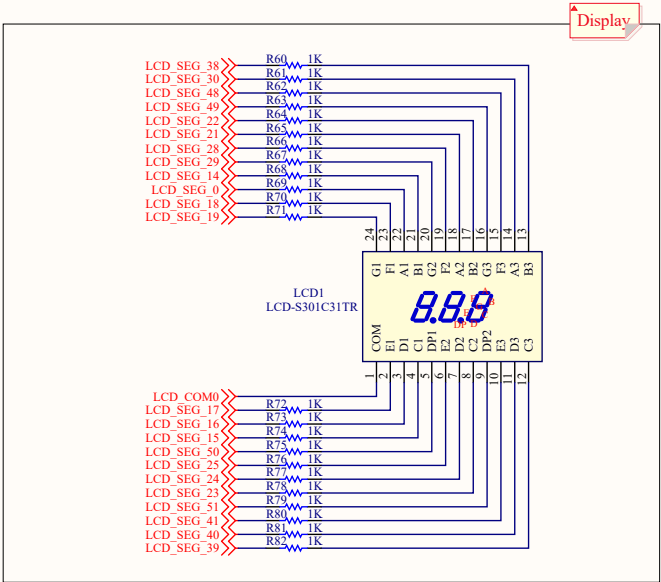 Display
LCD_SEG_38 R60 1K
LCD_SEG_30 R61 1K
LCD_SEG_48 R62 1K
LCD_SEG_49 R63 1K
LCD_SEG_22 R64 1K
LCD_SEG_21 R65 1K
LCD_SEG_28 R66 1K
LCD_SEG_29 R67 1K
LCD_SEG_14 R68 1K
LCD_SEG_0 R69 1K
LCD_SEG_18 R70 1K
LCD_SEG_19 R71 1K
24 23 22 21 20 19 18 17 16 15 14 13
G1 F1 A1 B1 G2 F2 A2 B2 G3 F3 A3 B3
LCD1
LCD-S301C31TR
8.8.8
A
B
E
DP D
COM E1 D1 C1 DP1 E2 D2 C2 DP2 E3 D3 C3
1 2 3 4 5 6 7 8 9 10 11 12
LCD_COM0
LCD_SEG_17 R72 1K
LCD_SEG_16 R73 1K
LCD_SEG_15 R74 1K
LCD_SEG_50 R75 1K
LCD_SEG_25 R76 1K
LCD_SEG_24 R77 1K
LCD_SEG_23 R78 1K
LCD_SEG_51 R79 1K
LCD_SEG_41 R80 1K
LCD_SEG_40 R81 1K
LCD_SEG_39 R82 1K